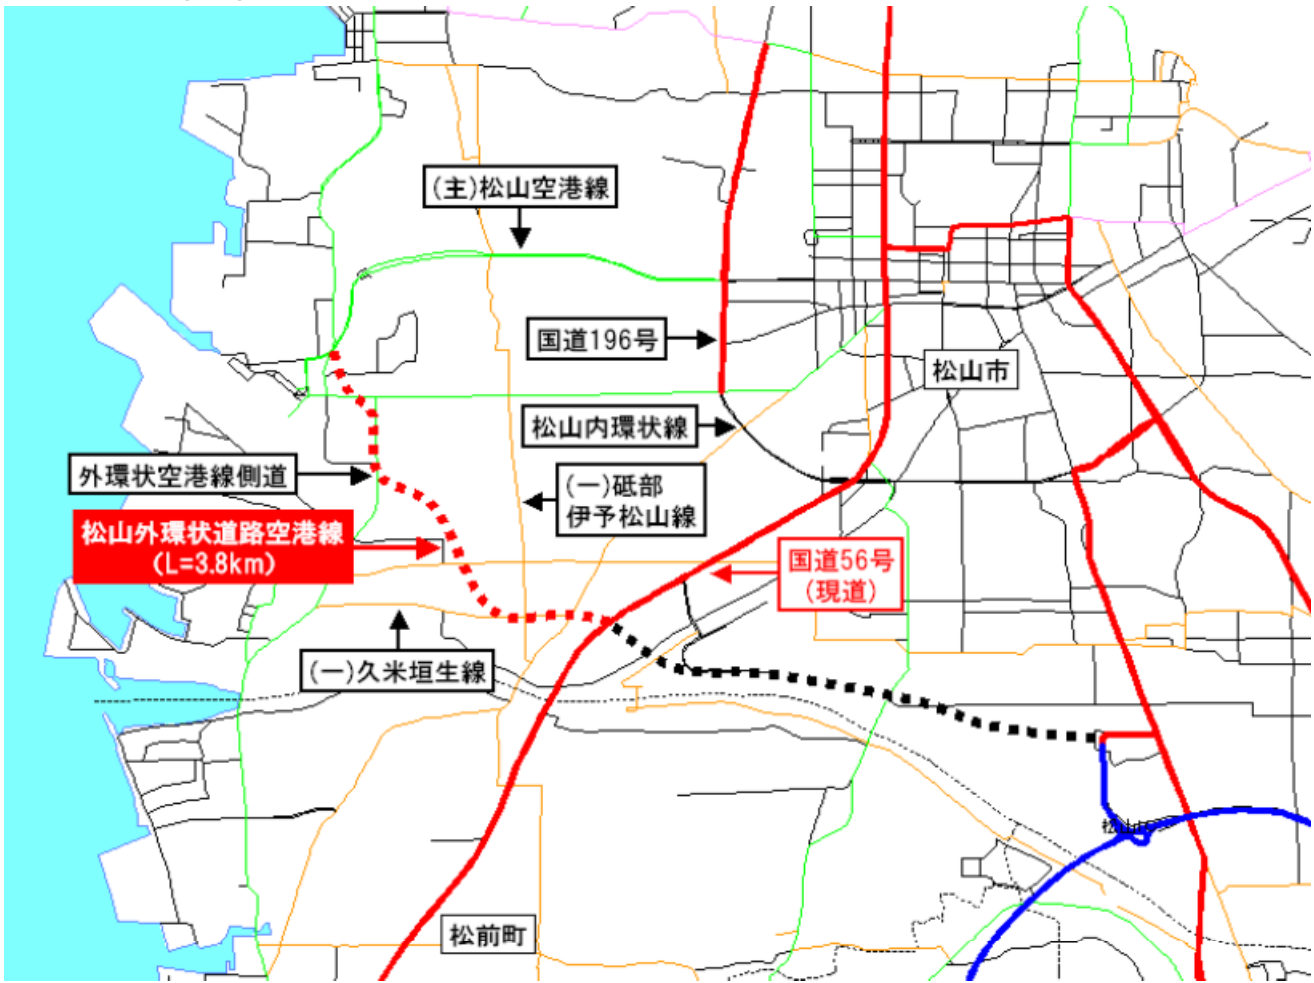 (主)松山空港線
国道196号
松山市
松山内環状線
外環状空港線側道
(一)砥部
伊予松山線
松山外環状道路空港線
(L=3.8km)
国道56号
(現道)
(一)久米垣生線
松前町